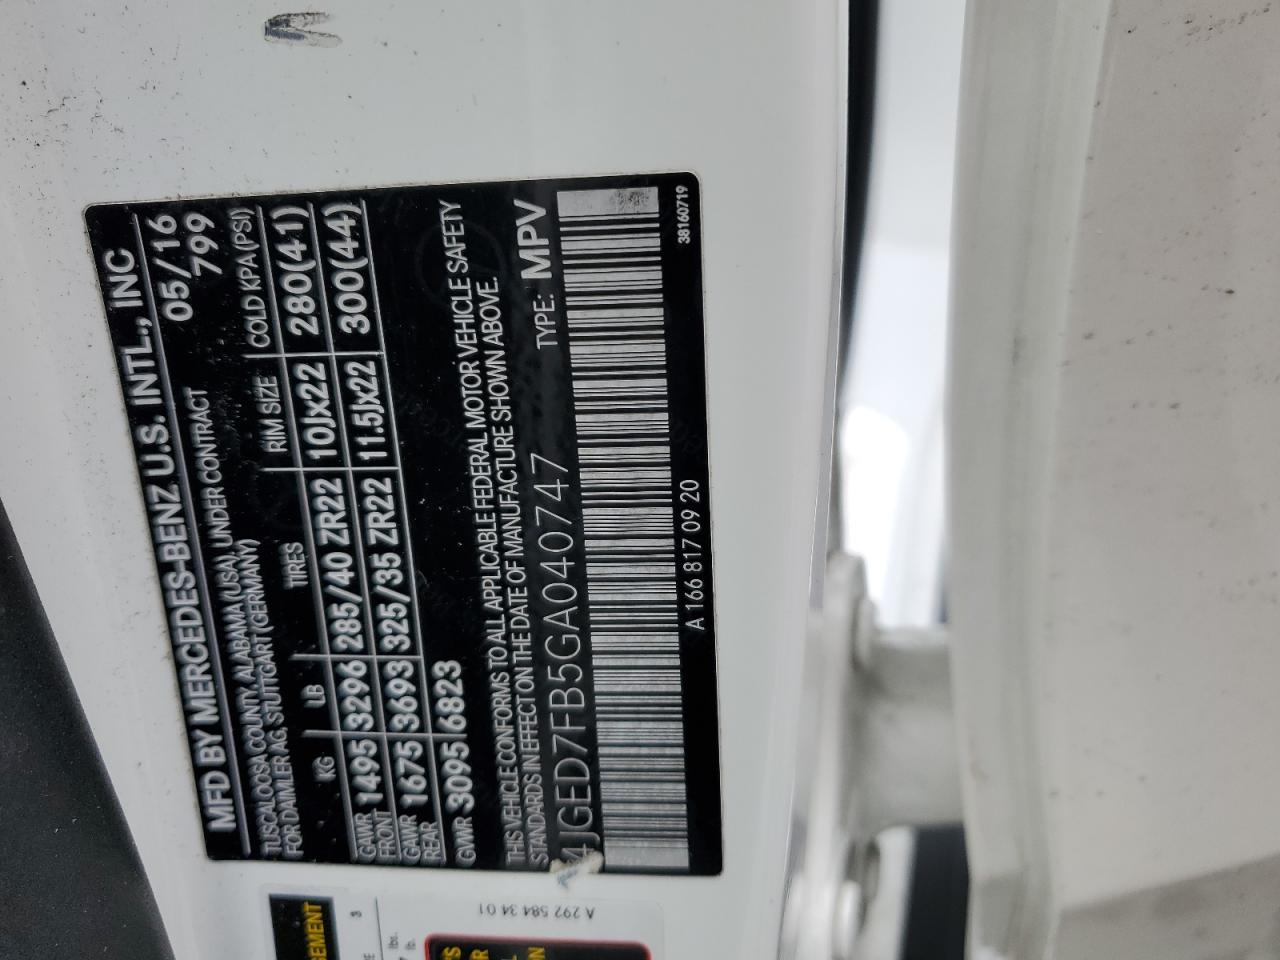 MFD BY MERCEDES-BENZ U.S. INTL., INC
TUSCALOOSA COUNTY, ALABAMA (USA), UNDER CONTRACT 05/16
FOR DAIMLER AG, STUTTGART (GERMANY) 799
KG LB TIRES RIM SIZE COLD KPA (PSI)
GAWR FRONT 1495 3296 285/40 ZR22 10Jx22 280(41)
GAWR REAR 1675 3693 325/35 ZR22 11.5Jx22 300(44)
GVWR 3095 6823
THIS VEHICLE CONFORMS TO ALL APPLICABLE FEDERAL MOTOR VEHICLE SAFETY
STANDARDS IN EFFECT ON THE DATE OF MANUFACTURE SHOWN ABOVE.
4JGED7FB5GA040747 TYPE: MPV
A 166 817 09 20 38160719
A 292 584 34 01
3
lbs.
lb.